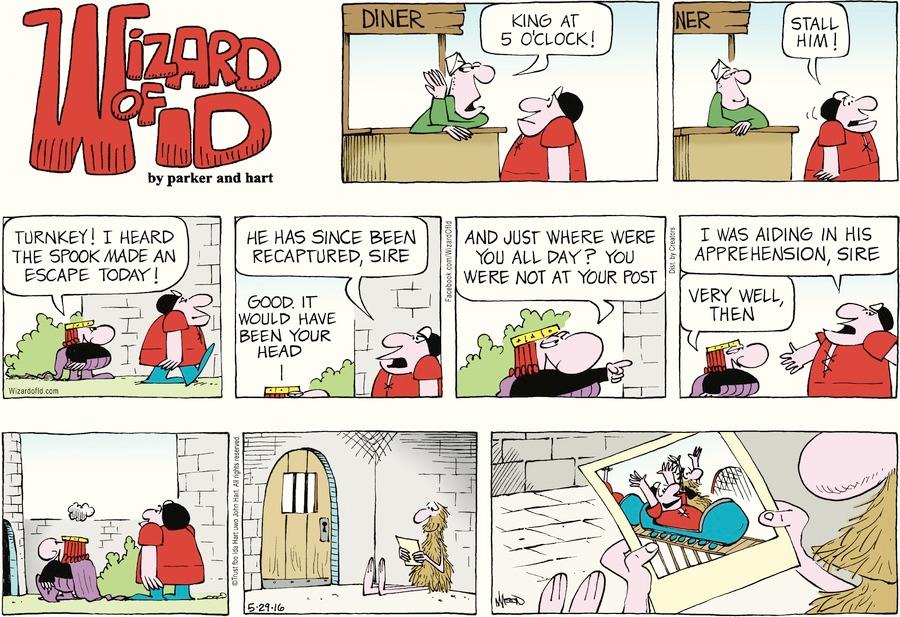 WIZARD
OF ID
by parker and hart
DINER
KING AT
5 O'CLOCK!
NER
STALL
HIM!
TURNKEY! I HEARD
THE SPOOK MADE AN
ESCAPE TODAY!
WizardofId.com
HE HAS SINCE BEEN
RECAPTURED, SIRE
GOOD. IT
WOULD HAVE
BEEN YOUR
HEAD
Facebook.com/WizardOfId
AND JUST WHERE WERE
YOU ALL DAY? YOU
WERE NOT AT YOUR POST
Dist. by Creators
I WAS AIDING IN HIS
APPREHENSION, SIRE
VERY WELL,
THEN
©Trust fbo Ida Hart uwo John Hart. All rights reserved.
5-29-16